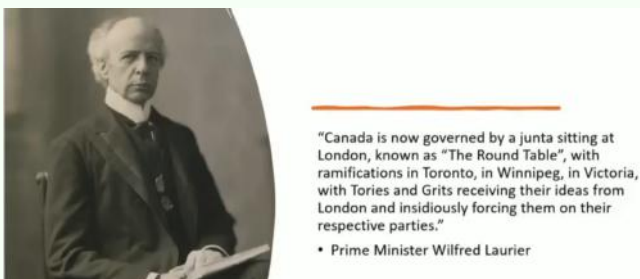 “Canada is now governed by a junta sitting at
London, known as “The Round Table”, with
ramifications in Toronto, in Winnipeg, in Victoria,
with Tories and Grits receiving their ideas from
London and insidiously forcing them on their
respective parties.”
• Prime Minister Wilfred Laurier